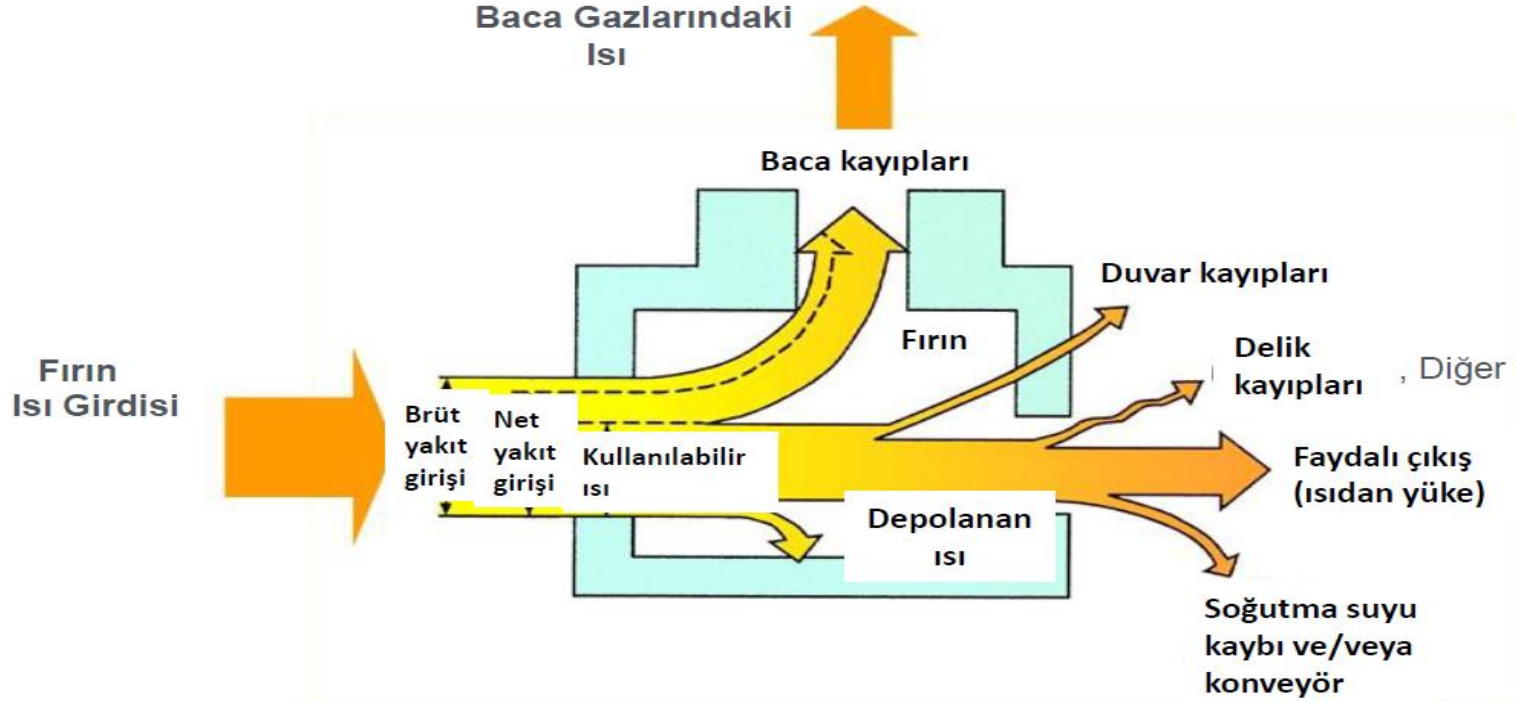 Baca Gazlarındaki
Isı
Baca kayıpları
Duvar kayıpları
Fırın
Delik
kayıpları
, Diğer
Fırın
Isı Girdisi
Brüt
yakıt
girişi
Net
yakıt
girişi
Kullanılabilir
ısı
Faydalı çıkış
(ısıdan yüke)
Depolanan
ısı
Soğutma suyu
kaybı ve/veya
konveyör